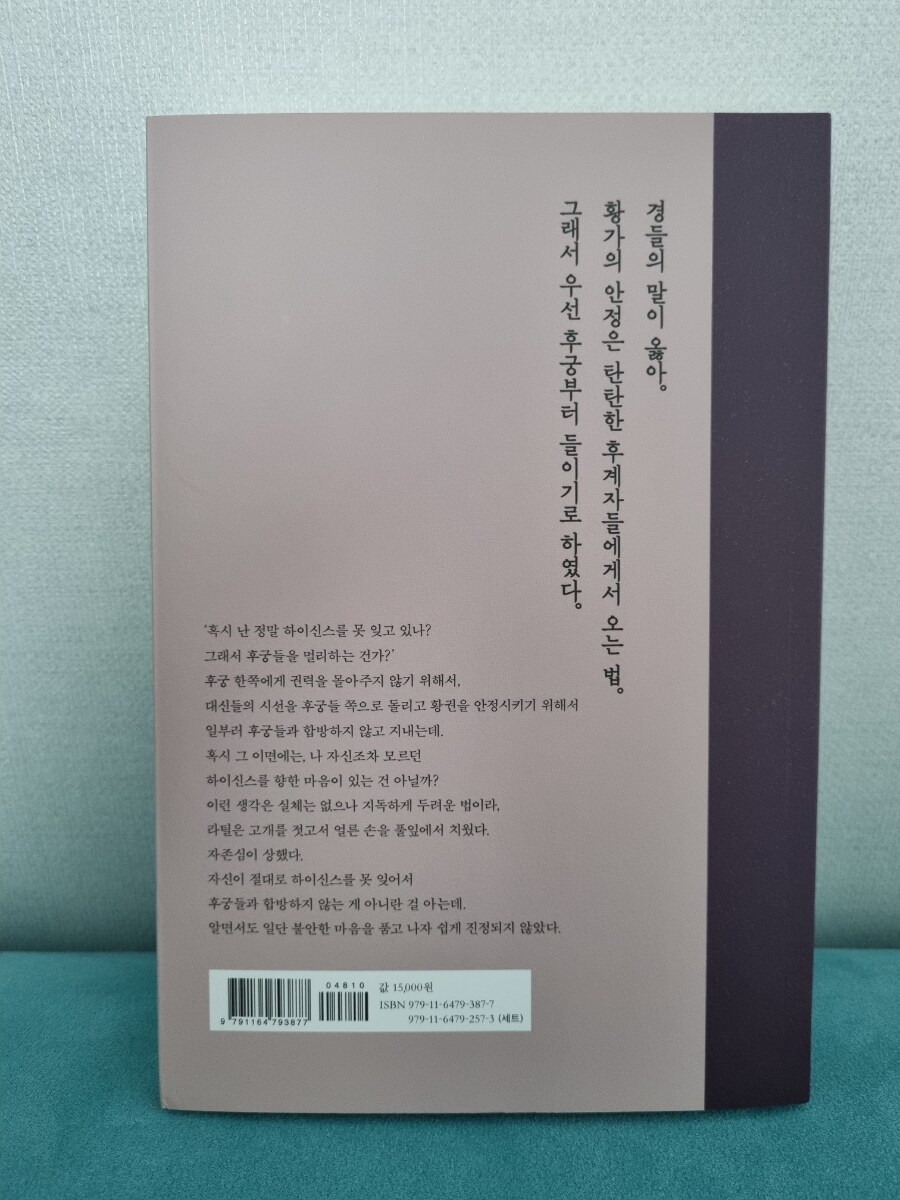 경들의 말이 옳아.
황가의 안정은 탄탄한 후계자들에게서 오는 법.
그래서 우선 후궁부터 들이기로 하였다.
‘혹시 난 정말 하이신스를 못 잊고 있나?
그래서 후궁들을 멀리하는 건가?’
후궁 한쪽에게 권력을 몰아주지 않기 위해서,
대신들의 시선을 후궁들 쪽으로 돌리고 황권을 안정시키기 위해서
일부러 후궁들과 합방하지 않고 지내는데.
혹시 그 이면에는, 나 자신조차 모르던
하이신스를 향한 마음이 있는 건 아닐까?
이런 생각은 실체는 없으나 지독하게 두려운 법이라,
라틸은 고개를 젓고서 얼른 손을 풀잎에서 치웠다.
자존심이 상했다.
자신이 절대로 하이신스를 못 잊어서
후궁들과 합방하지 않는 게 아니란 걸 아는데.
알면서도 일단 불안한 마음을 품고 나자 쉽게 진정되지 않았다.
04810
9 791164 793877
값 15,000원
ISBN 979-11-6479-387-7
979-11-6479-257-3 (세트)